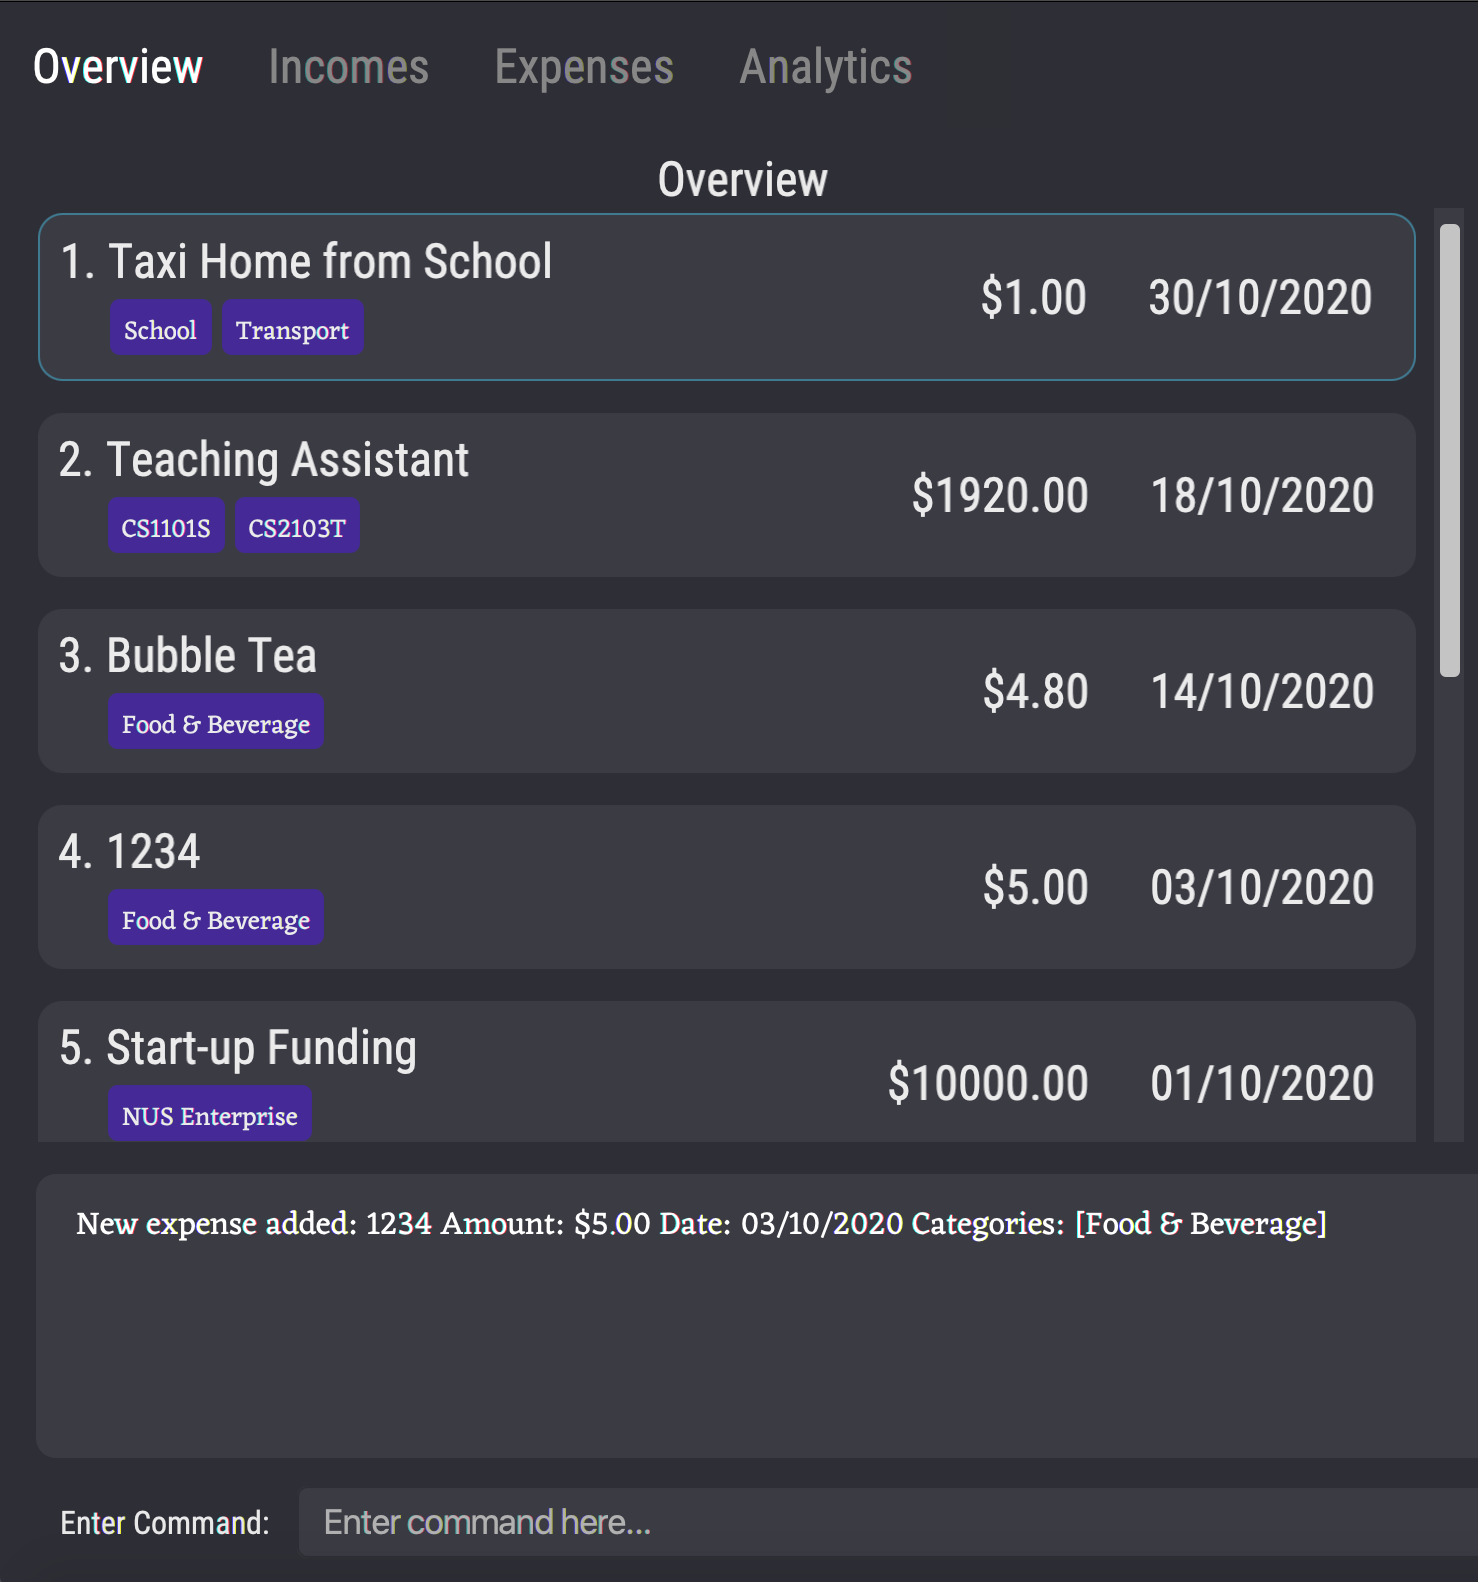 Overview Incomes Expenses Analytics
Overview
1. Taxi Home from School
School Transport
$1.00 30/10/2020
2. Teaching Assistant
CS1101S CS2103T
$1920.00 18/10/2020
3. Bubble Tea
Food & Beverage
$4.80 14/10/2020
4. 1234
Food & Beverage
$5.00 03/10/2020
5. Start-up Funding
NUS Enterprise
$10000.00 01/10/2020
New expense added: 1234 Amount: $5.00 Date: 03/10/2020 Categories: [Food & Beverage]
Enter Command: Enter command here...